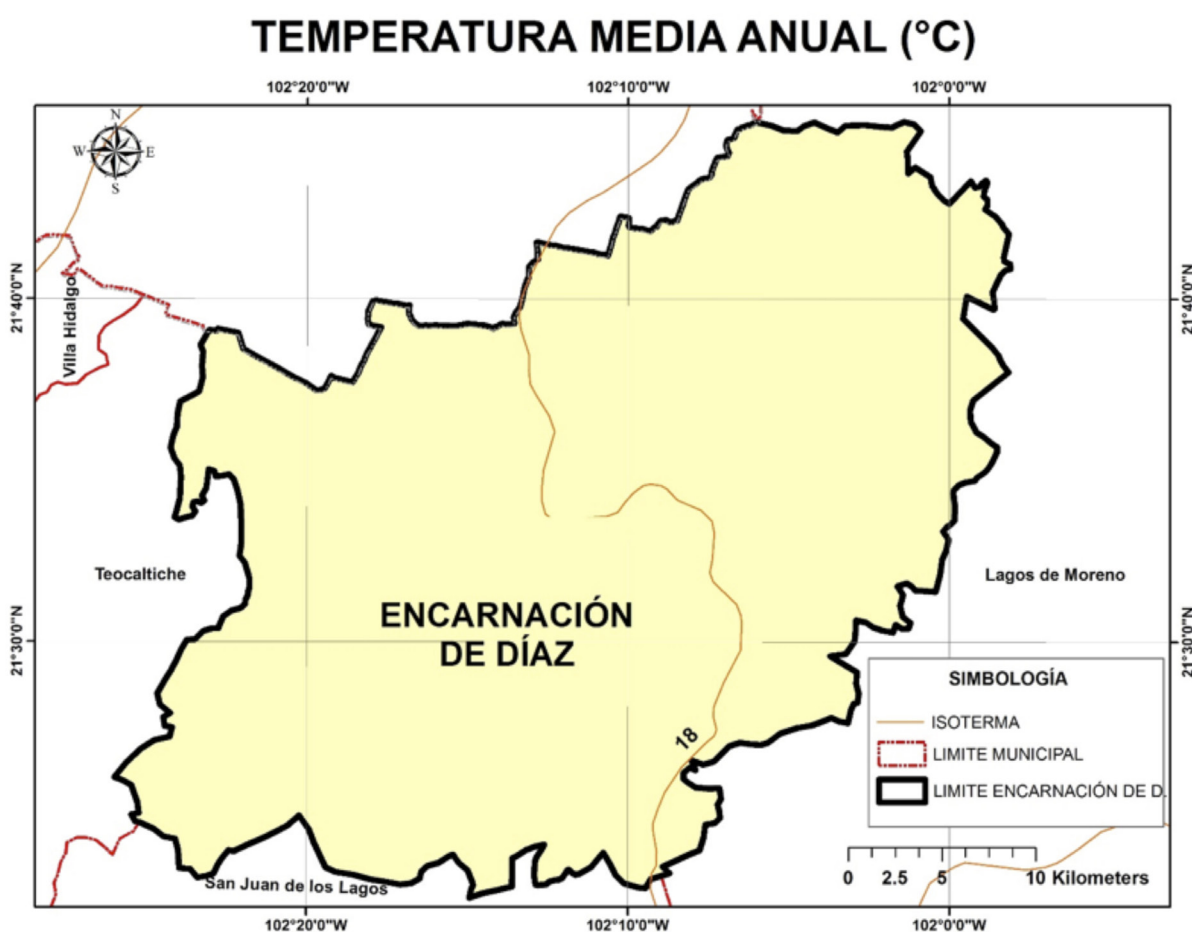 TEMPERATURA MEDIA ANUAL (°C)
102°20'0"W
102°10'0"W
102°0'0"W
N
W
E
S
21°40'0"N
21°40'0"N
Villa Hidalgo
Teocaltiche
Lagos de Moreno
ENCARNACIÓN
DE DÍAZ
21°30'0"N
21°30'0"N
18
SIMBOLOGÍA
ISOTERMA
LIMITE MUNICIPAL
LIMITE ENCARNACIÓN DE D.
San Juan de los Lagos
0 2.5 5 10 Kilometers
102°20'0"W
102°10'0"W
102°0'0"W